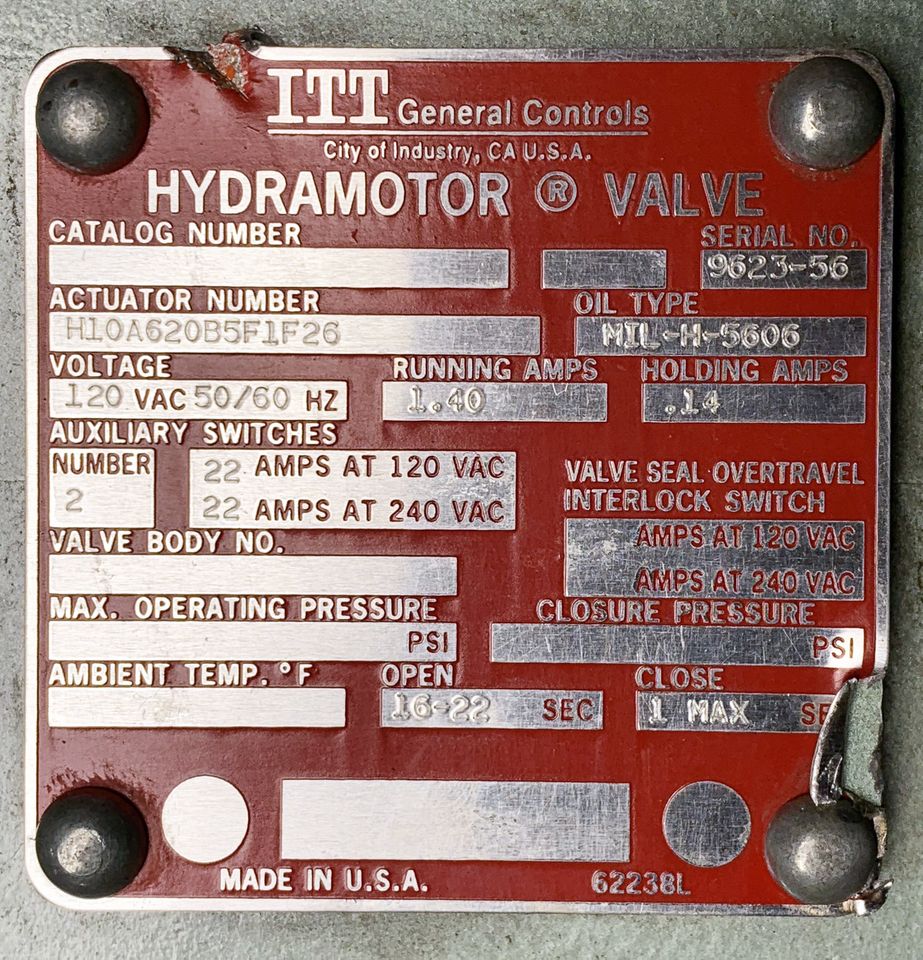 ITT General Controls
City of Industry, CA U.S.A.
HYDRAMOTOR ® VALVE
CATALOG NUMBER SERIAL NO.
9623-56
ACTUATOR NUMBER OIL TYPE
H10A620B5F1F26 MIL-H-5606
VOLTAGE RUNNING AMPS HOLDING AMPS
120 VAC 50/60 HZ 1.40 .14
AUXILIARY SWITCHES
NUMBER 22 AMPS AT 120 VAC
2 22 AMPS AT 240 VAC
VALVE SEAL OVERTRAVEL
INTERLOCK SWITCH
AMPS AT 120 VAC
AMPS AT 240 VAC
VALVE BODY NO.
MAX. OPERATING PRESSURE CLOSURE PRESSURE
PSI PSI
AMBIENT TEMP. °F OPEN CLOSE
16-22 SEC 1 MAX SE
MADE IN U.S.A. 62238L